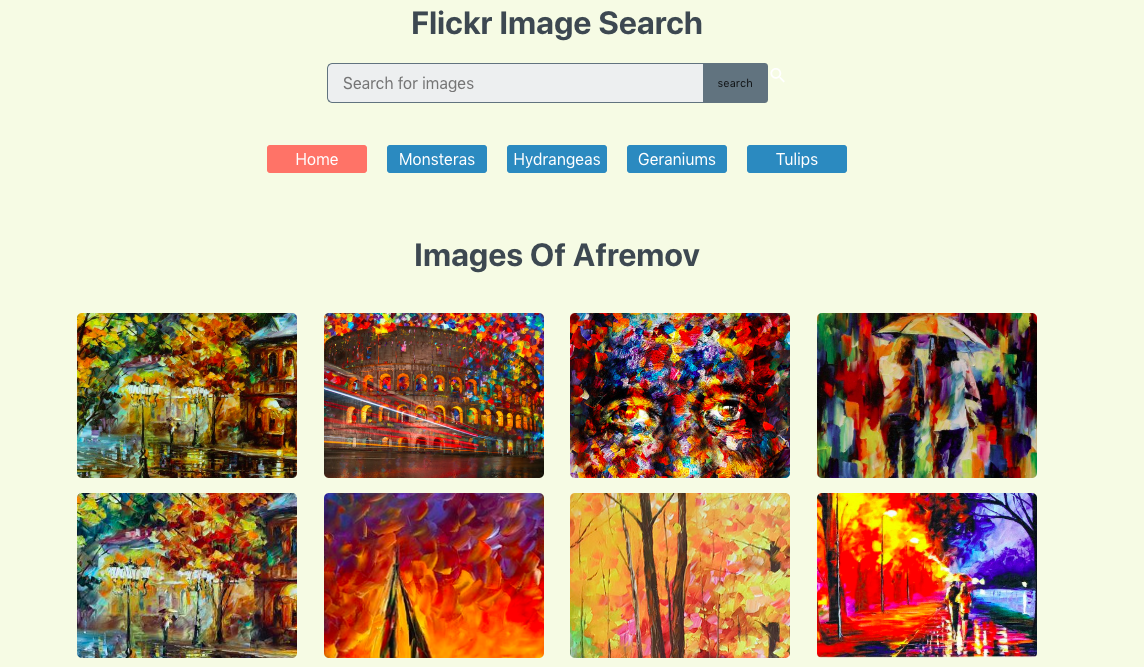 Flickr Image Search
Search for images
search
Home
Monsteras
Hydrangeas
Geraniums
Tulips
Images Of Afremov